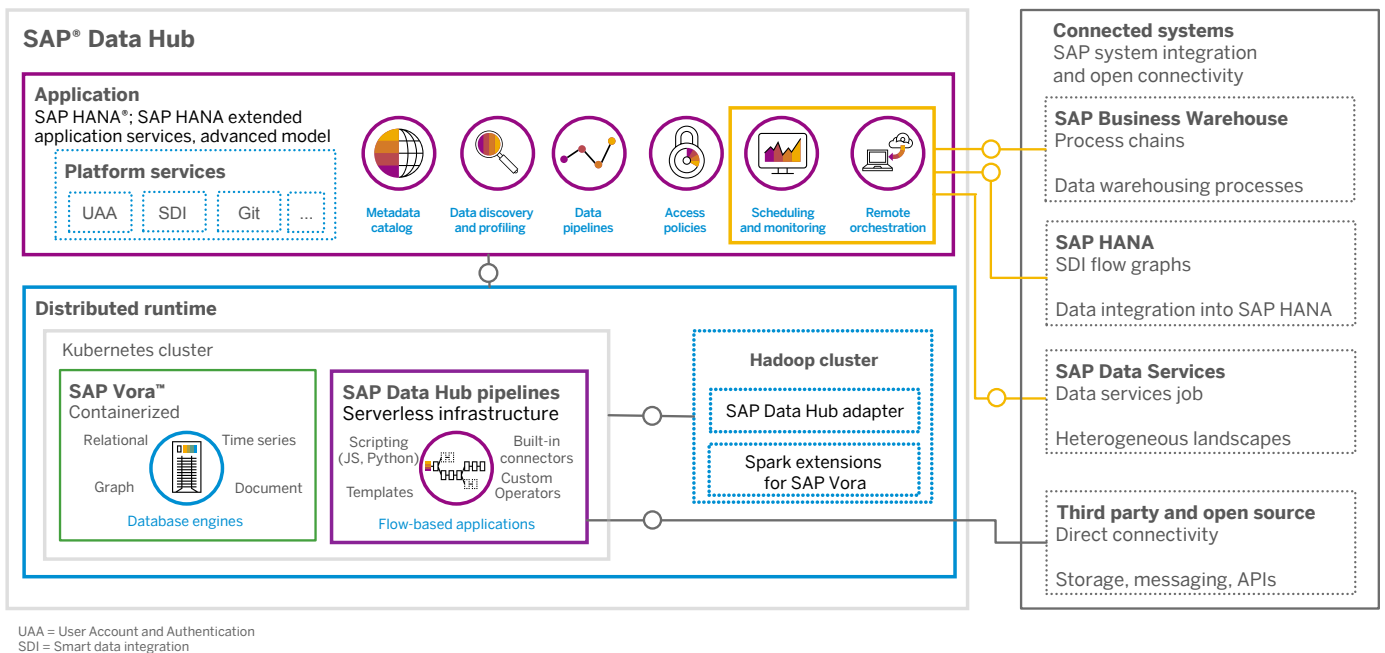 SAP® Data Hub
Application
SAP HANA®; SAP HANA extended
application services, advanced model
Platform services
UAA
SDI
Git
...
Metadata
catalog
Data discovery
and profiling
Data
pipelines
Access
policies
Scheduling
and monitoring
Remote
orchestration
Distributed runtime
Kubernetes cluster
SAP Vora™
Containerized
Relational
Time series
Graph
Document
Database engines
SAP Data Hub pipelines
Serverless infrastructure
Scripting
(JS, Python)
Built-in
connectors
Templates
Custom
Operators
Flow-based applications
Hadoop cluster
SAP Data Hub adapter
Spark extensions
for SAP Vora
Connected systems
SAP system integration
and open connectivity
SAP Business Warehouse
Process chains
Data warehousing processes
SAP HANA
SDI flow graphs
Data integration into SAP HANA
SAP Data Services
Data services job
Heterogeneous landscapes
Third party and open source
Direct connectivity
Storage, messaging, APIs
UAA = User Account and Authentication
SDI = Smart data integration